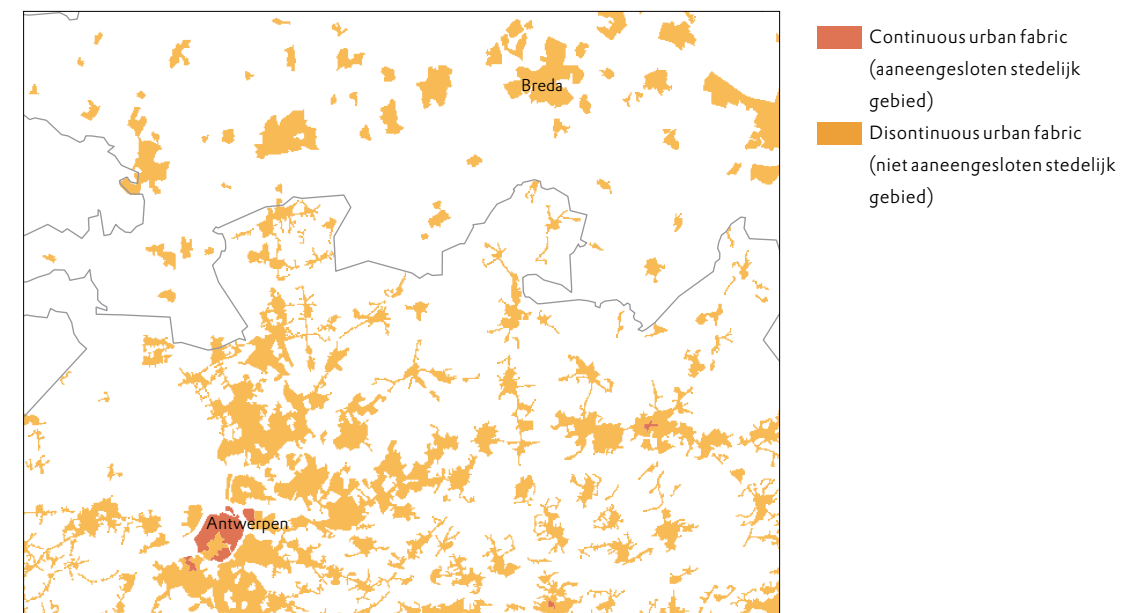 Breda
Antwerpen
Continuous urban fabric
(aaneengesloten stedelijk
gebied)
Disontinuous urban fabric
(niet aaneengesloten stedelijk
gebied)